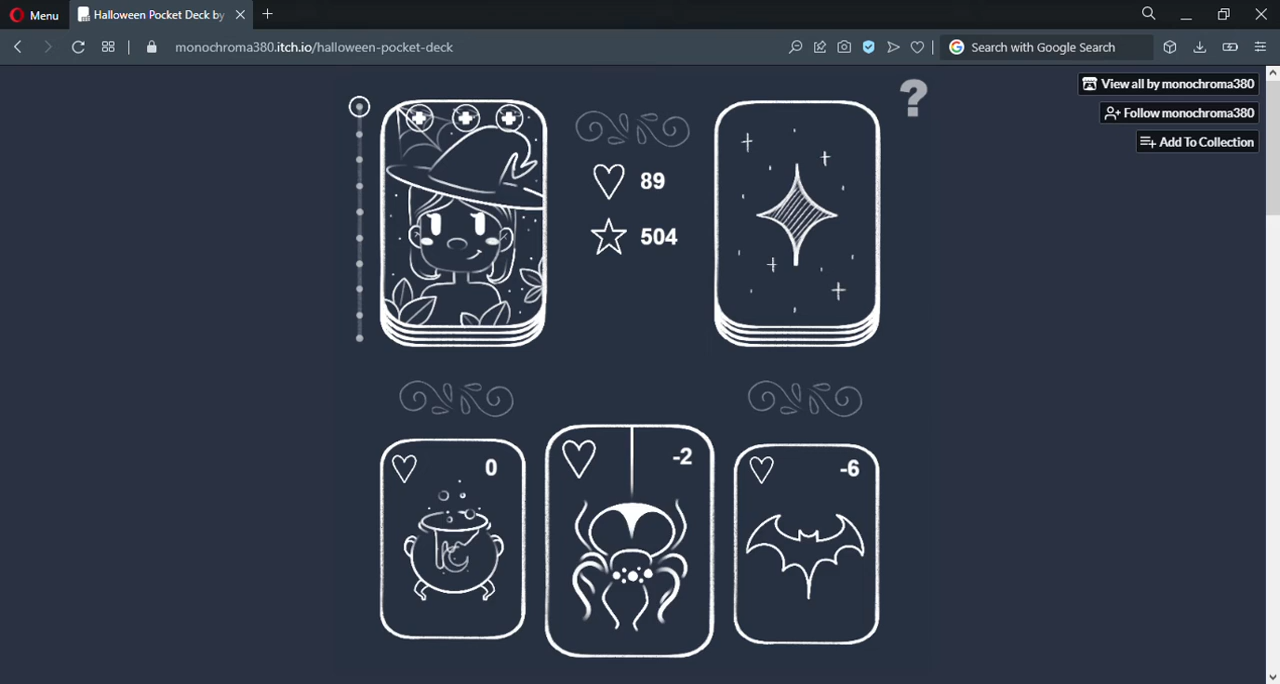 Menu
Halloween Pocket Deck by
monochroma380.itch.io/halloween-pocket-deck
Search with Google Search
View all by monochroma380
Follow monochroma380
Add To Collection
?
89
504
0
-2
-6